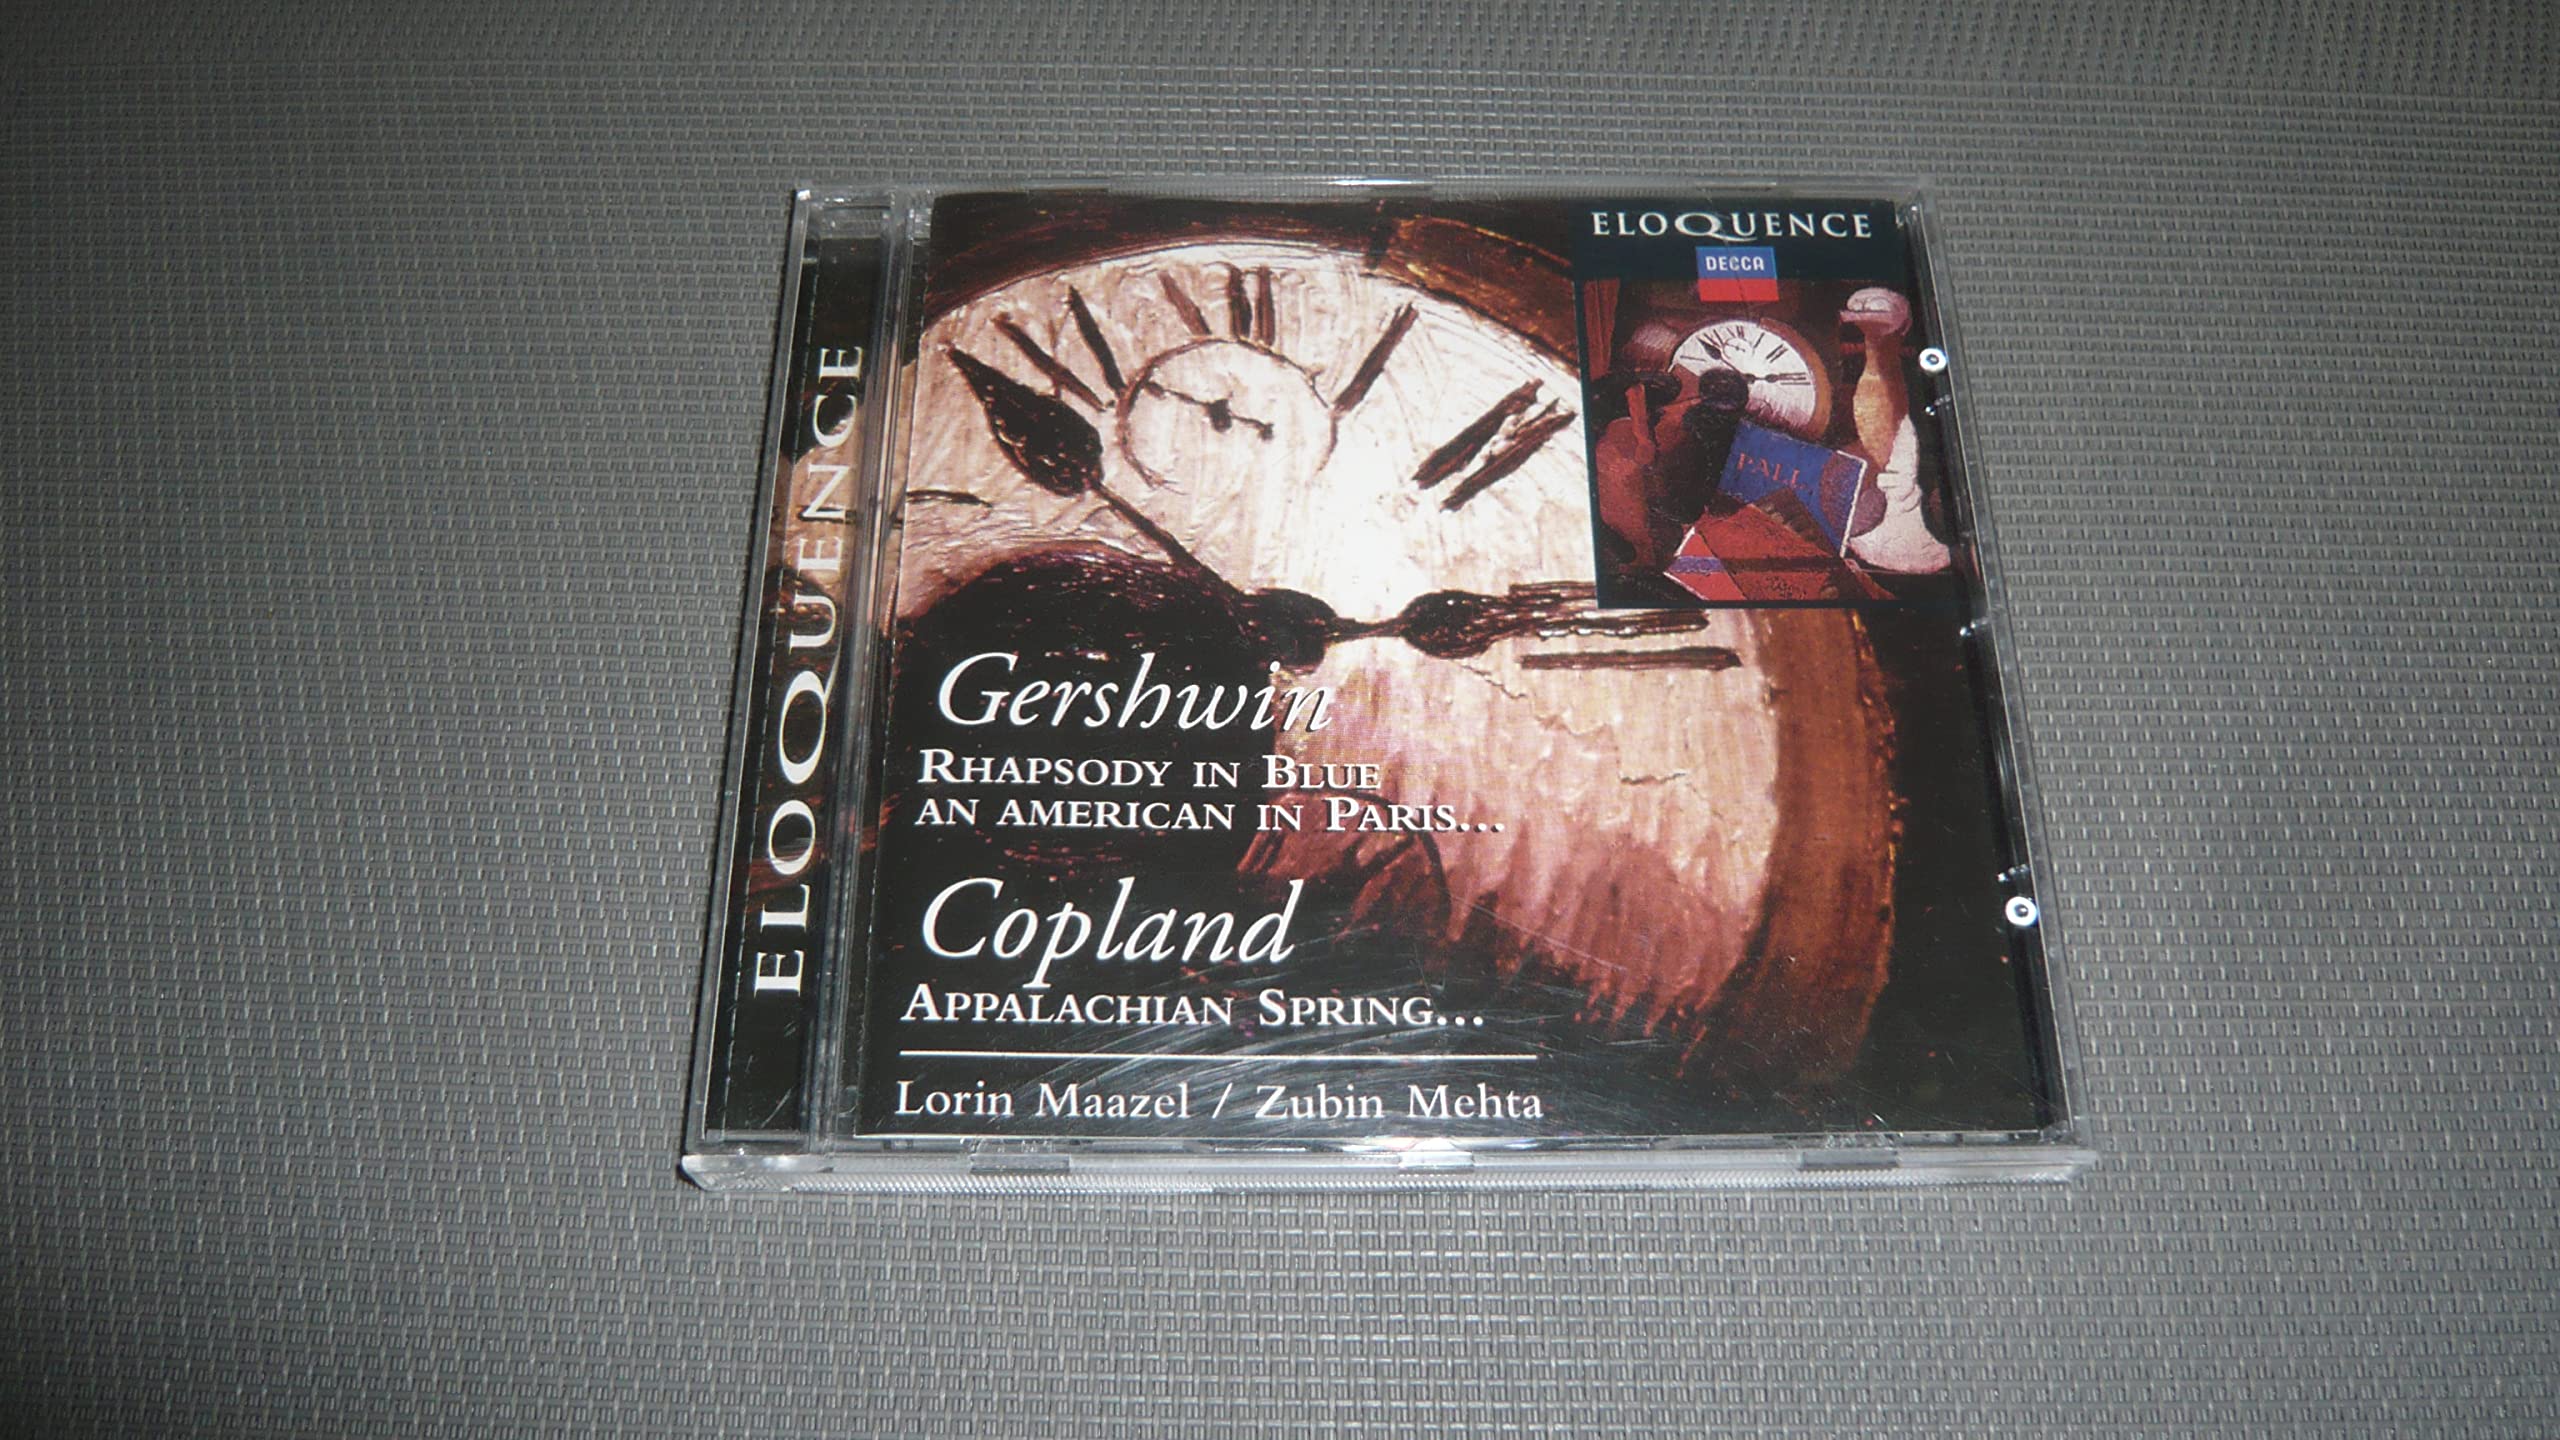 ELOQUENCE
ELOQUENCE
DECCA
PALL
Gershwin
RHAPSODY IN BLUE
AN AMERICAN IN PARIS...
Copland
APPALACHIAN SPRING...
Lorin Maazel / Zubin Mehta